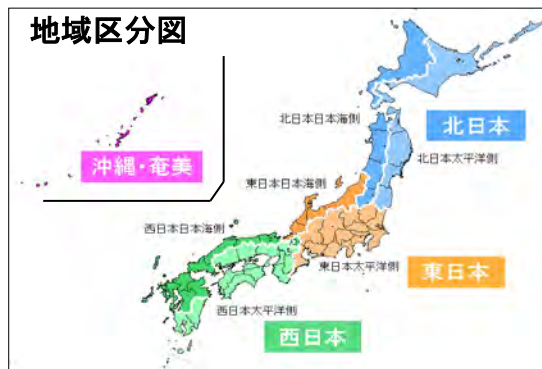 地域区分図
北日本日本海側
北日本
沖縄・奄美
北日本太平洋側
東日本日本海側
西日本日本海側
東日本太平洋側
東日本
西日本太平洋側
西日本